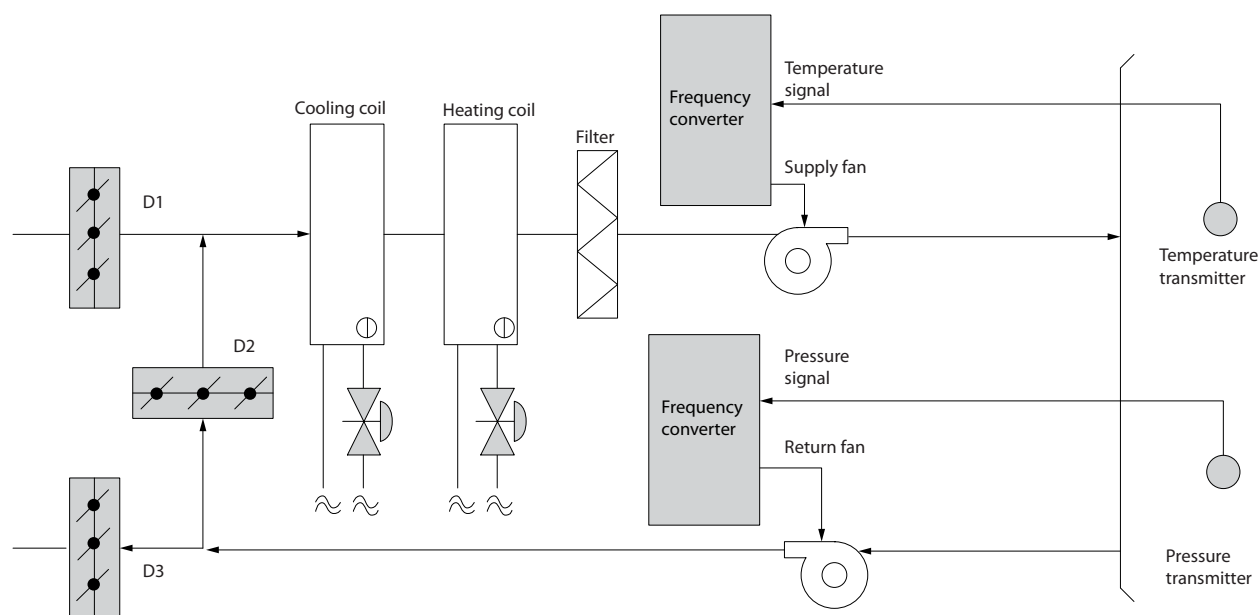 Temperature
signal
Frequency
converter
Cooling coil
Heating coil
Filter
Supply fan
D1
Temperature
transmitter
D2
Pressure
signal
Frequency
converter
Return fan
D3
Pressure
transmitter